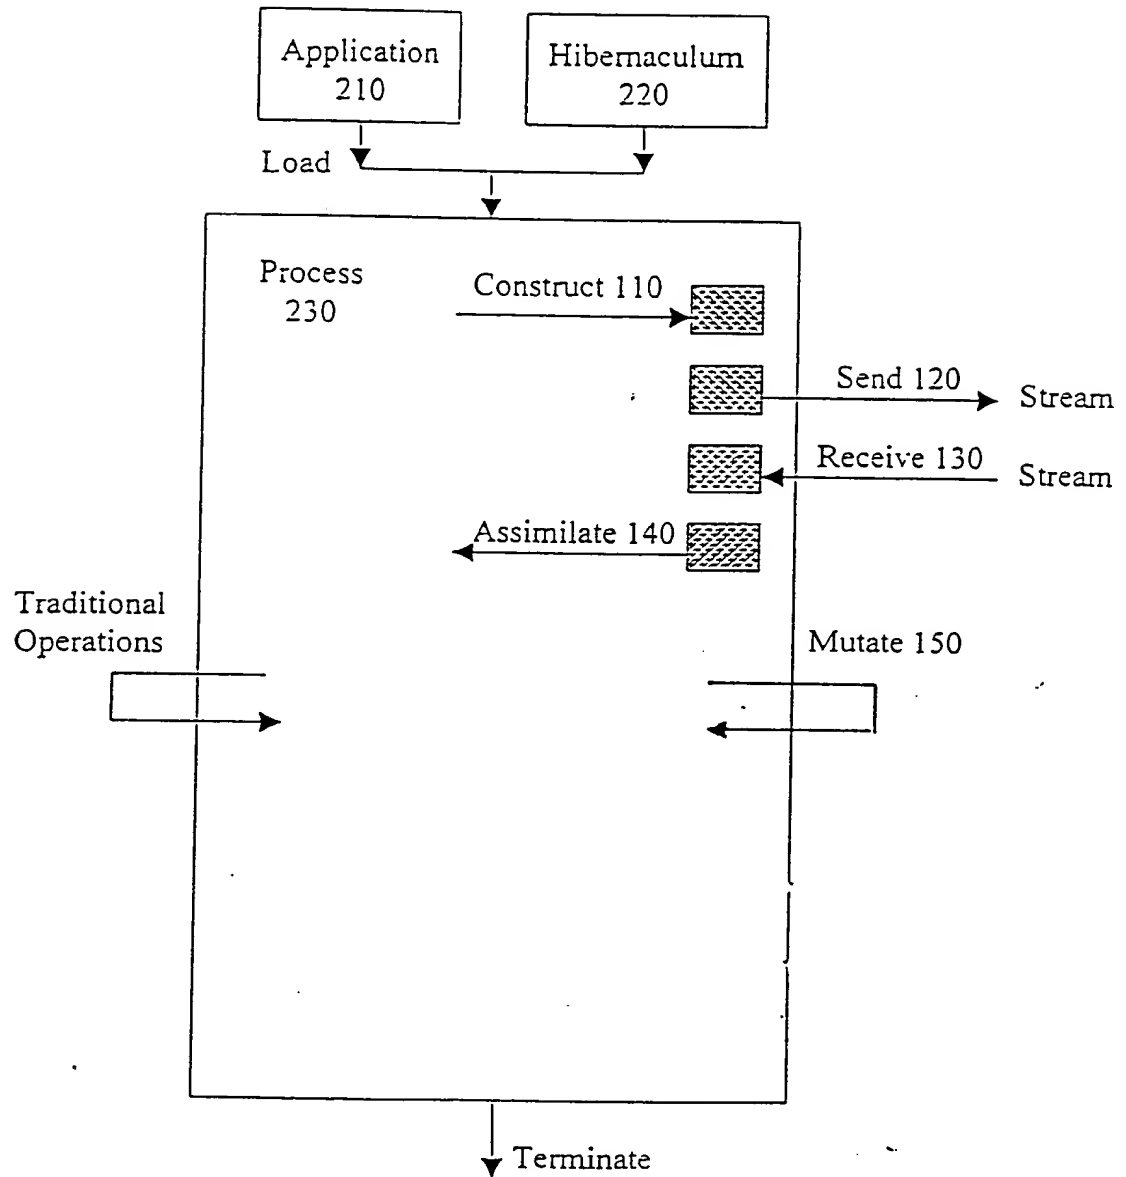 Application
210
Hibernaculum
220
Load
Process
230
Construct 110
Send 120
Stream
Receive 130
Stream
Assimilate 140
Traditional
Operations
Mutate 150
Terminate